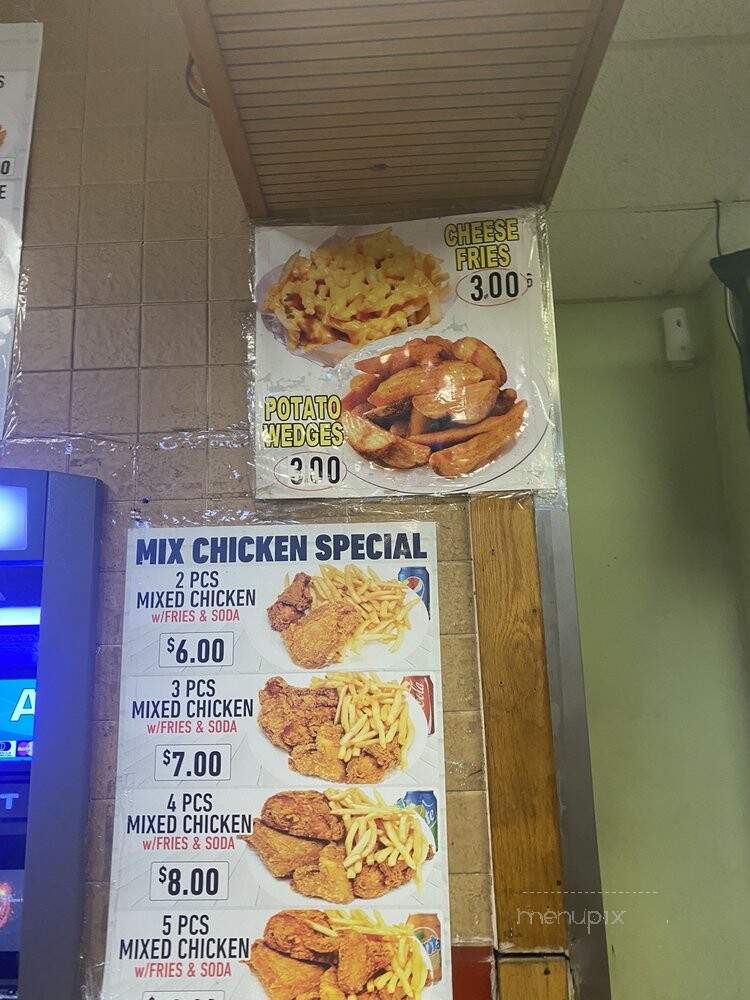 CHEESE
FRIES
3.00
POTATO
WEDGES
3.00
MIX CHICKEN SPECIAL
2 PCS
MIXED CHICKEN
w/FRIES & SODA
$6.00
3 PCS
MIXED CHICKEN
w/FRIES & SODA
$7.00
4 PCS
MIXED CHICKEN
w/FRIES & SODA
$8.00
5 PCS
MIXED CHICKEN
w/FRIES & SODA
menupix